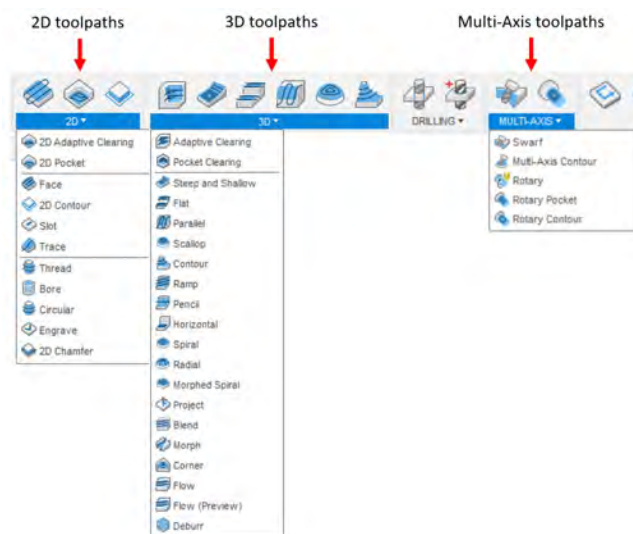 2D toolpaths
3D toolpaths
Multi-Axis toolpaths
2D
3D
DRILLING
MULTI-AXIS
2D Adaptive Clearing
2D Pocket
Face
2D Contour
Slot
Trace
Thread
Bore
Circular
Engrave
2D Chamfer
Adaptive Clearing
Pocket Clearing
Steep and Shallow
Flat
Parallel
Scallop
Contour
Ramp
Pencil
Horizontal
Spiral
Radial
Morphed Spiral
Project
Blend
Morph
Corner
Flow
Flow (Preview)
Deburr
Swarf
Multi-Axis Contour
Rotary
Rotary Pocket
Rotary Contour